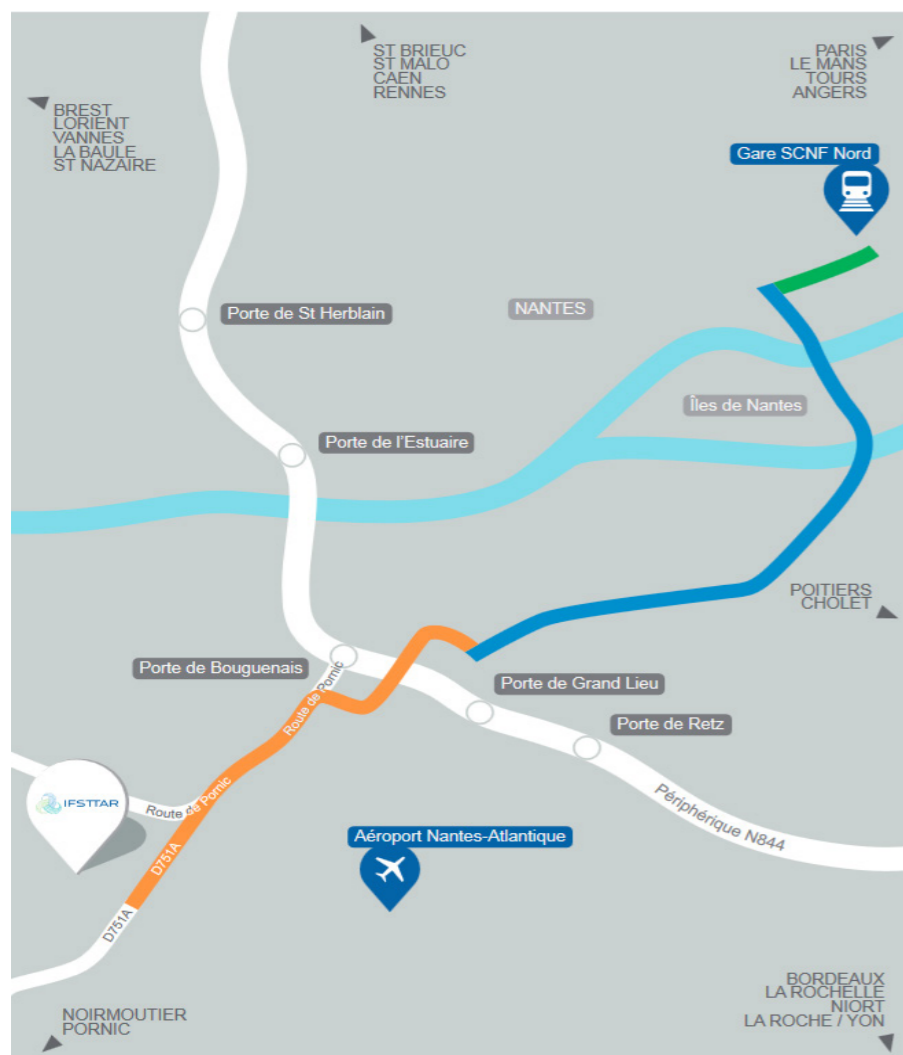 ST BRIEUC
ST MALO
CAEN
RENNES
PARIS
LE MANS
TOURS
ANGERS
BREST
LORIENT
VANNES
LA BAULE
ST NAZAIRE
Gare SCNF Nord
Porte de St Herblain
NANTES
Îles de Nantes
Porte de l'Estuaire
POITIERS
CHOLET
Porte de Bouguenais
Route de Pornic
Porte de Grand Lieu
Porte de Retz
Périphérique N844
IFSTTAR
Route de Pornic
D751A
D751A
Aéroport Nantes-Atlantique
NOIRMOUTIER
PORNIC
BORDEAUX
LA ROCHELLE
NIORT
LA ROCHE / YON